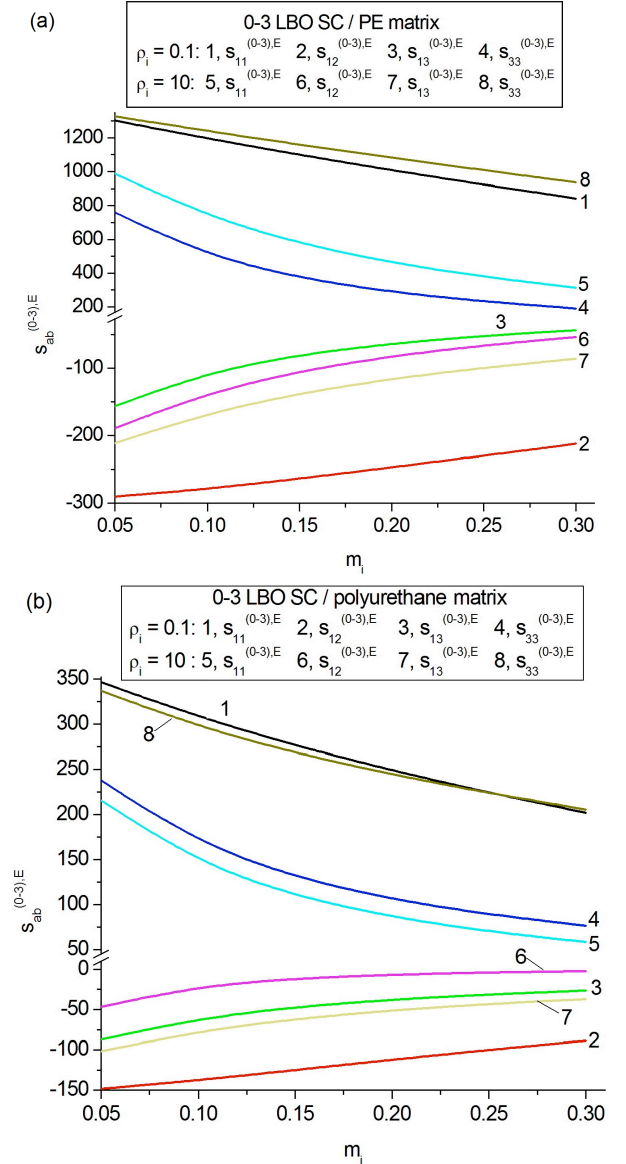 (a)
0-3 LBO SC / PE matrix
ρi = 0.1: 1, s11(0-3),E 2, s12(0-3),E 3, s13(0-3),E 4, s33(0-3),E
ρi = 10: 5, s11(0-3),E 6, s12(0-3),E 7, s13(0-3),E 8, s33(0-3),E
1200
1000
800
600
400
200
-100
-200
-300
sab(0-3),E
8
1
5
4
3
6
7
2
0.05 0.10 0.15 0.20 0.25 0.30
mi
(b)
0-3 LBO SC / polyurethane matrix
ρi = 0.1: 1, s11(0-3),E 2, s12(0-3),E 3, s13(0-3),E 4, s33(0-3),E
ρi = 10 : 5, s11(0-3),E 6, s12(0-3),E 7, s13(0-3),E 8, s33(0-3),E
350
300
250
200
150
100
50
0
-50
-100
-150
sab(0-3),E
1
8
4
5
6
3
7
2
0.05 0.10 0.15 0.20 0.25 0.30
mi